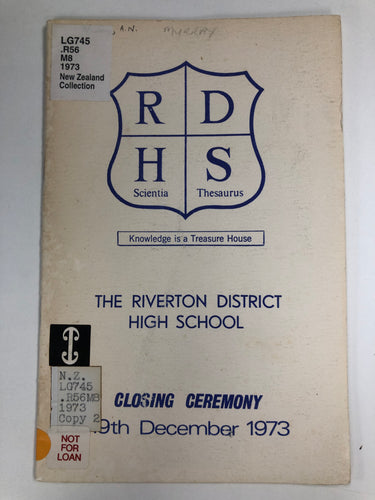 LG745
.R56
M8
1973
New Zealand
Collection
, A.N. MURRAY
R D
H S
Scientia Thesaurus
Knowledge is a Treasure House
THE RIVERTON DISTRICT
HIGH SCHOOL
CLOSING CEREMONY
9th December 1973
N.Z.
LG745
.R56M8
1973
Copy 2
NOT
FOR
LOAN